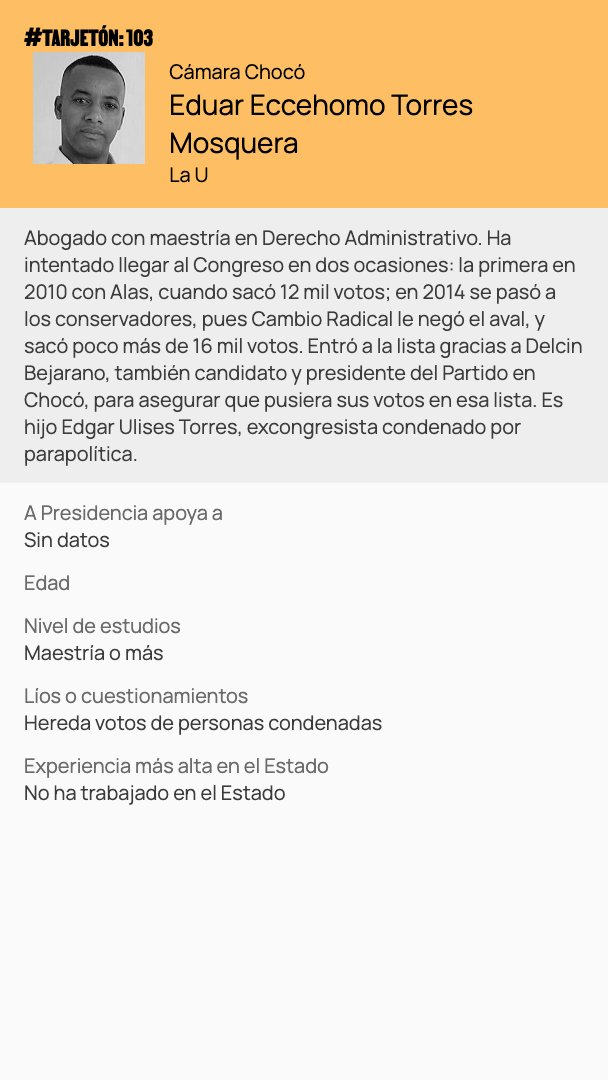 #TARJETÓN: 103
Cámara Chocó
Eduar Eccehomo Torres
Mosquera
La U
Abogado con maestría en Derecho Administrativo. Ha
intentado llegar al Congreso en dos ocasiones: la primera en
2010 con Alas, cuando sacó 12 mil votos; en 2014 se pasó a
los conservadores, pues Cambio Radical le negó el aval, y
sacó poco más de 16 mil votos. Entró a la lista gracias a Delcin
Bejarano, también candidato y presidente del Partido en
Chocó, para asegurar que pusiera sus votos en esa lista. Es
hijo Edgar Ulises Torres, excongresista condenado por
parapolítica.
A Presidencia apoya a
Sin datos
Edad
Nivel de estudios
Maestría o más
Líos o cuestionamientos
Hereda votos de personas condenadas
Experiencia más alta en el Estado
No ha trabajado en el Estado